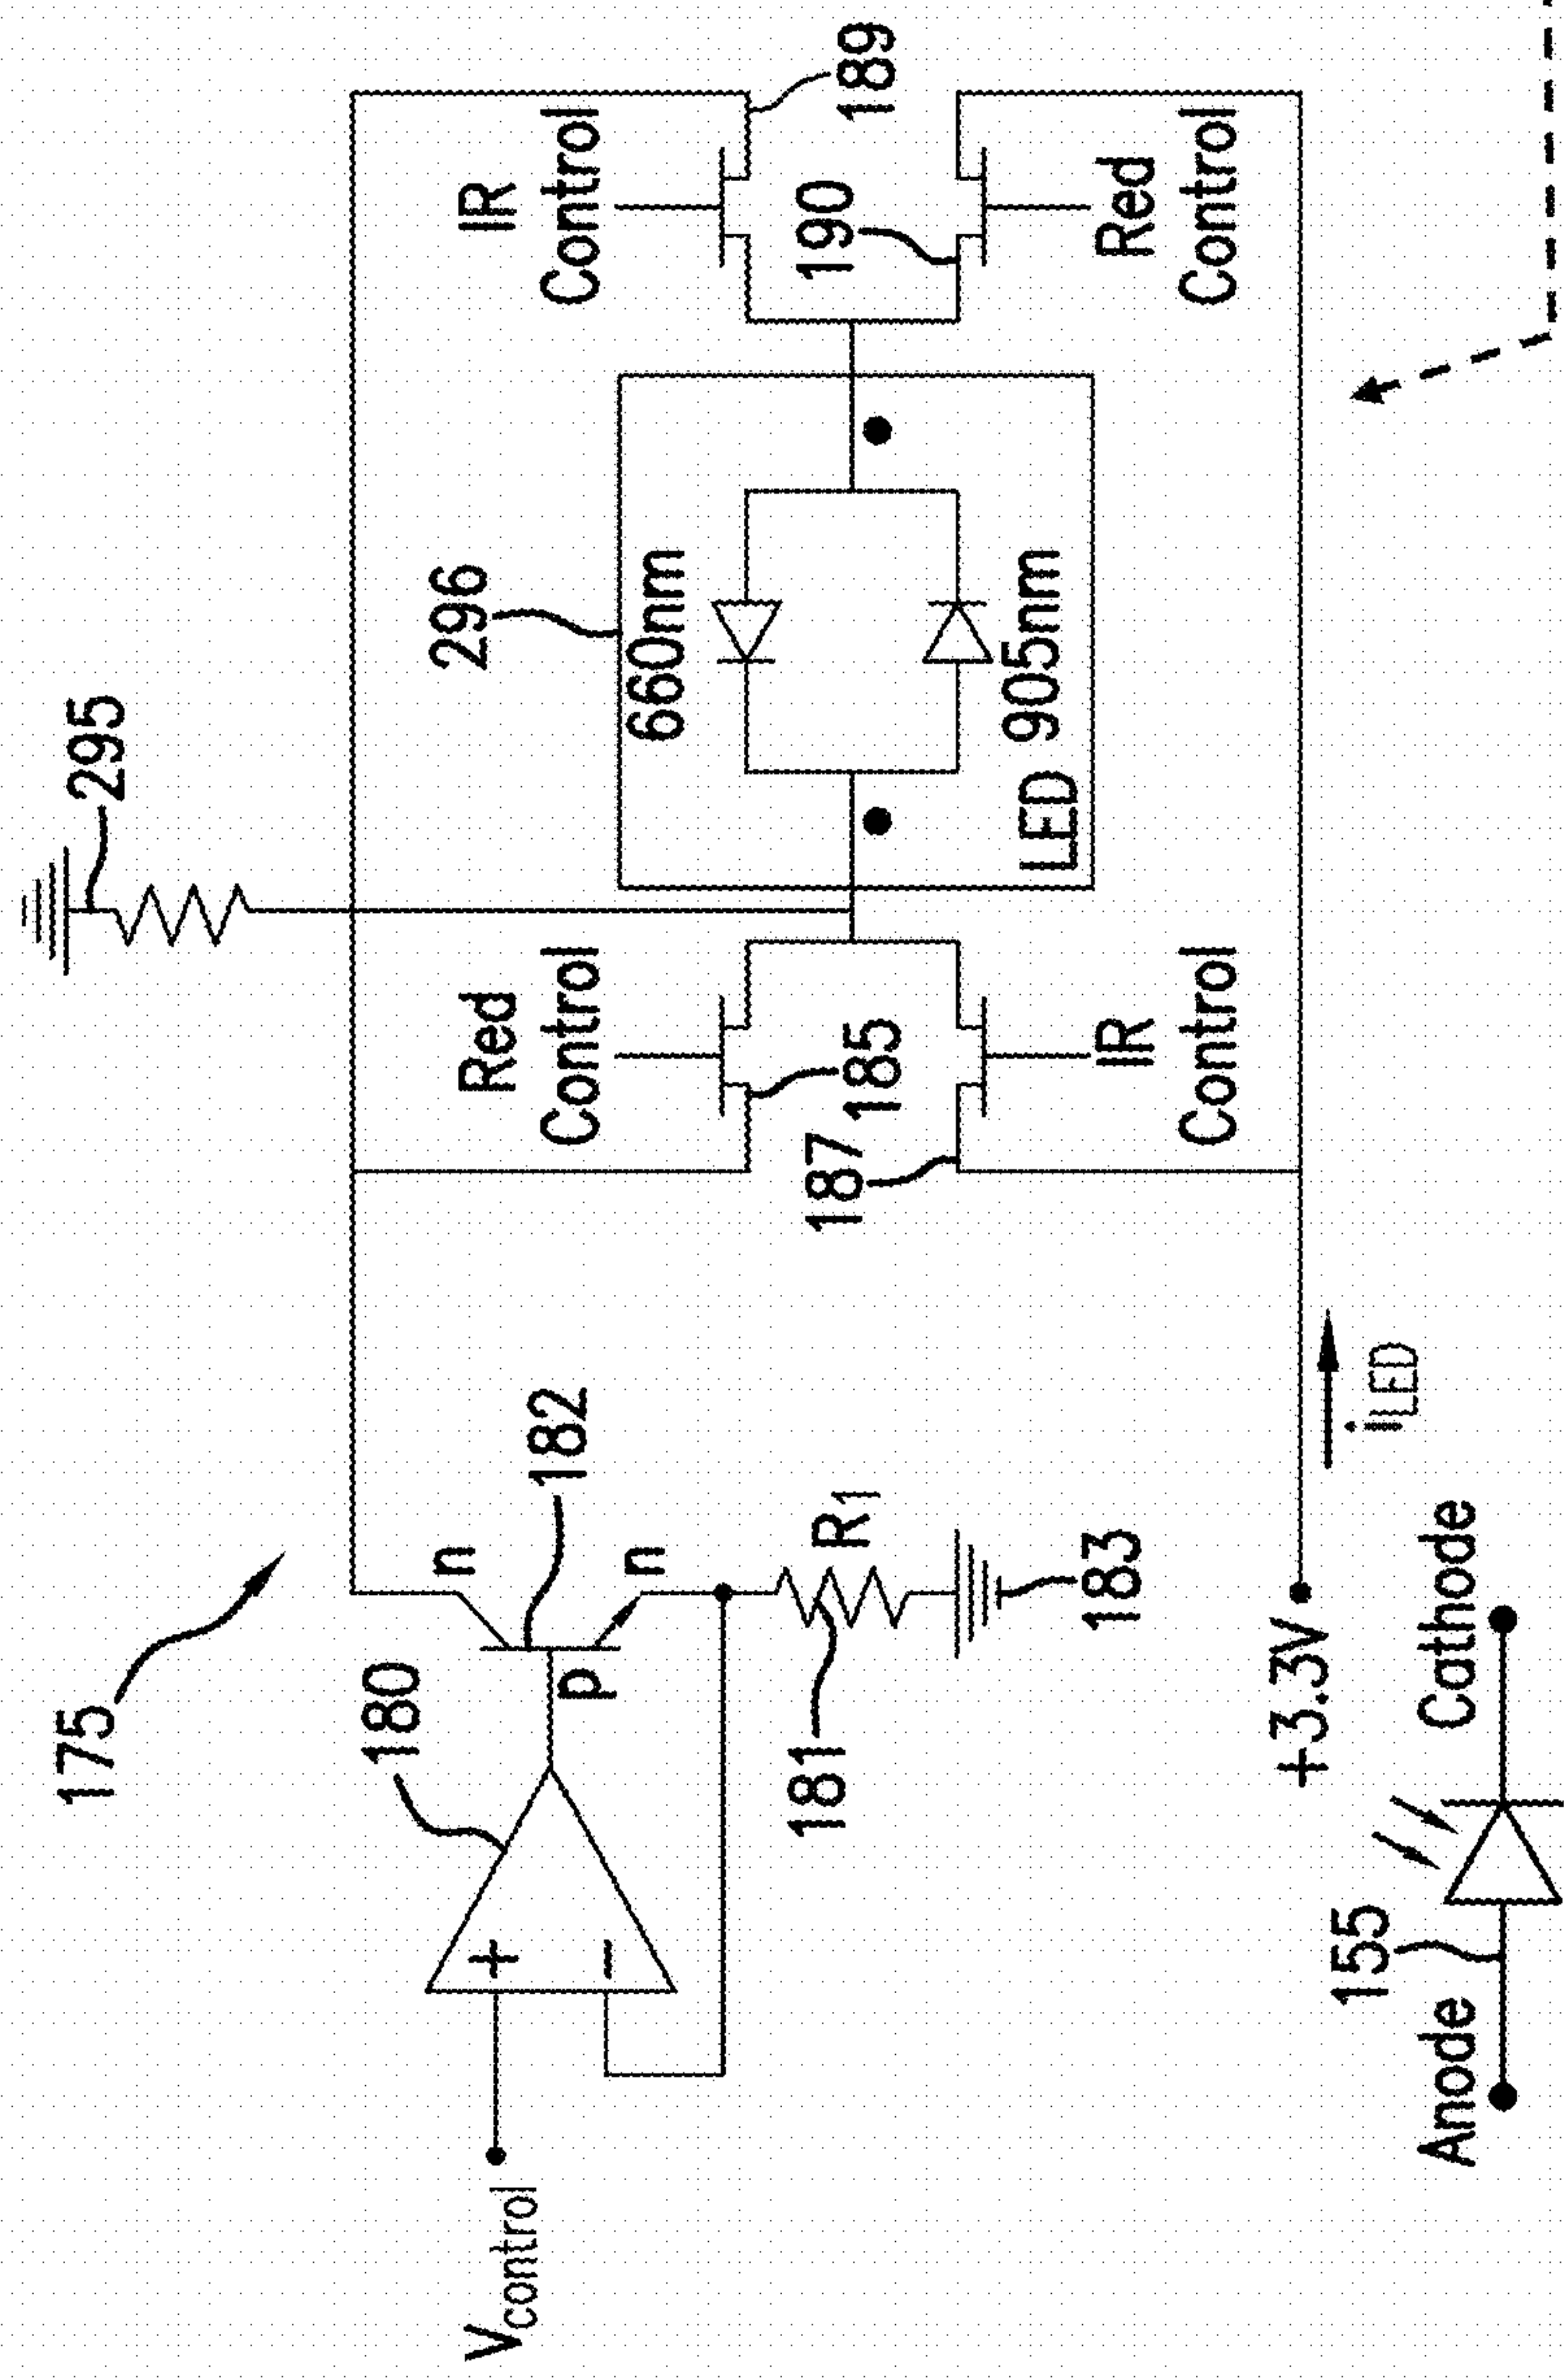 175
295
180
182
n
p
n
+
−
Vcontrol
181
R1
183
Red
Control
IR
Control
296
660nm
LED 905nm
189
190
185
187
IR
Control
Red
Control
+3.3V
iLED
155
Anode
Cathode